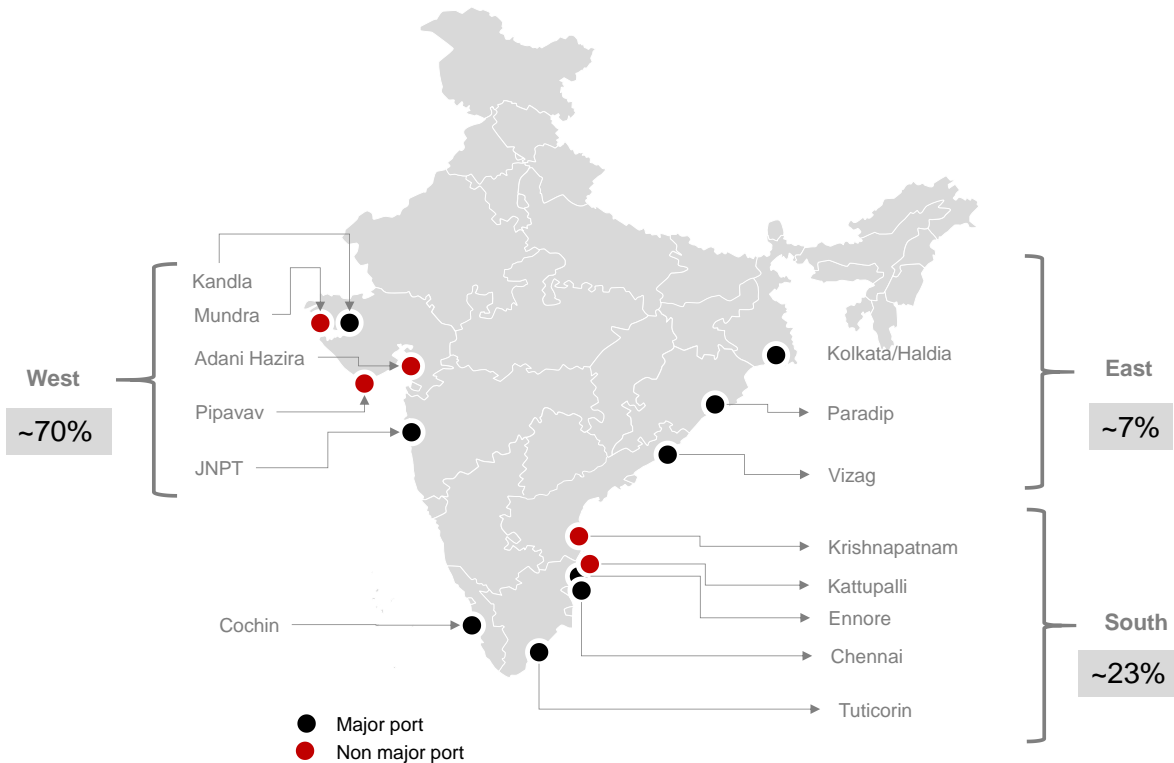 Kandla
Mundra
Adani Hazira
Pipavav
JNPT
West
~70%
Kolkata/Haldia
Paradip
Vizag
East
~7%
Krishnapatnam
Kattupalli
Ennore
Chennai
Tuticorin
South
~23%
Cochin
Major port
Non major port